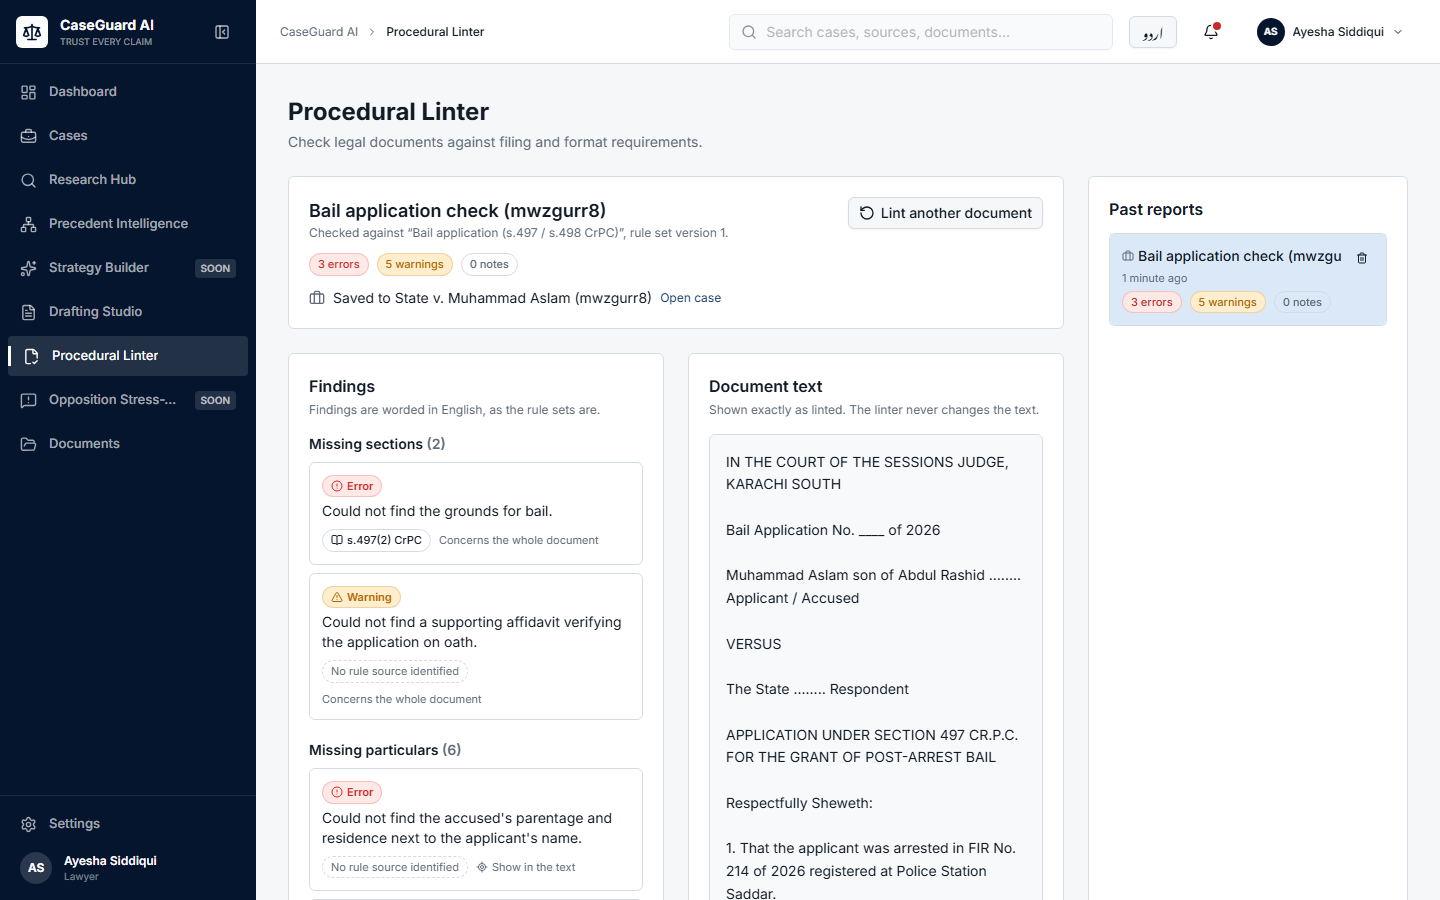 CaseGuard AI
TRUST EVERY CLAIM
Dashboard
Cases
Research Hub
Precedent Intelligence
Strategy Builder SOON
Drafting Studio
Procedural Linter
Opposition Stress-... SOON
Documents
Settings
AS Ayesha Siddiqui
Lawyer
CaseGuard AI > Procedural Linter
Search cases, sources, documents...
اردو
AS Ayesha Siddiqui
Procedural Linter
Check legal documents against filing and format requirements.
Bail application check (mwzgurr8)
Checked against “Bail application (s.497 / s.498 CrPC)”, rule set version 1.
3 errors 5 warnings 0 notes
Saved to State v. Muhammad Aslam (mwzgurr8) Open case
Lint another document
Findings
Findings are worded in English, as the rule sets are.
Missing sections (2)
Error
Could not find the grounds for bail.
s.497(2) CrPC Concerns the whole document
Warning
Could not find a supporting affidavit verifying
the application on oath.
No rule source identified
Concerns the whole document
Missing particulars (6)
Error
Could not find the accused's parentage and
residence next to the applicant's name.
No rule source identified Show in the text
Document text
Shown exactly as linted. The linter never changes the text.
IN THE COURT OF THE SESSIONS JUDGE,
KARACHI SOUTH
Bail Application No. ____ of 2026
Muhammad Aslam son of Abdul Rashid ........
Applicant / Accused
VERSUS
The State ........ Respondent
APPLICATION UNDER SECTION 497 CR.P.C.
FOR THE GRANT OF POST-ARREST BAIL
Respectfully Sheweth:
1. That the applicant was arrested in FIR No.
214 of 2026 registered at Police Station
Saddar.
Past reports
Bail application check (mwzgu
1 minute ago
3 errors 5 warnings 0 notes